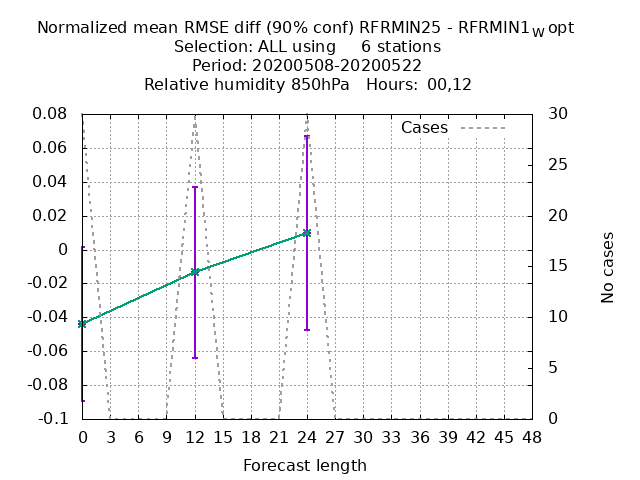 Normalized mean RMSE diff (90% conf) RFRMIN25 - RFRMIN1Wopt
Selection: ALL using 6 stations
Period: 20200508-20200522
Relative humidity 850hPa Hours: 00,12
Cases
0.08
0.06
0.04
0.02
0
-0.02
-0.04
-0.06
-0.08
-0.1
30
25
20
15
10
5
0
No cases
0 3 6 9 12 15 18 21 24 27 30 33 36 39 42 45 48
Forecast length